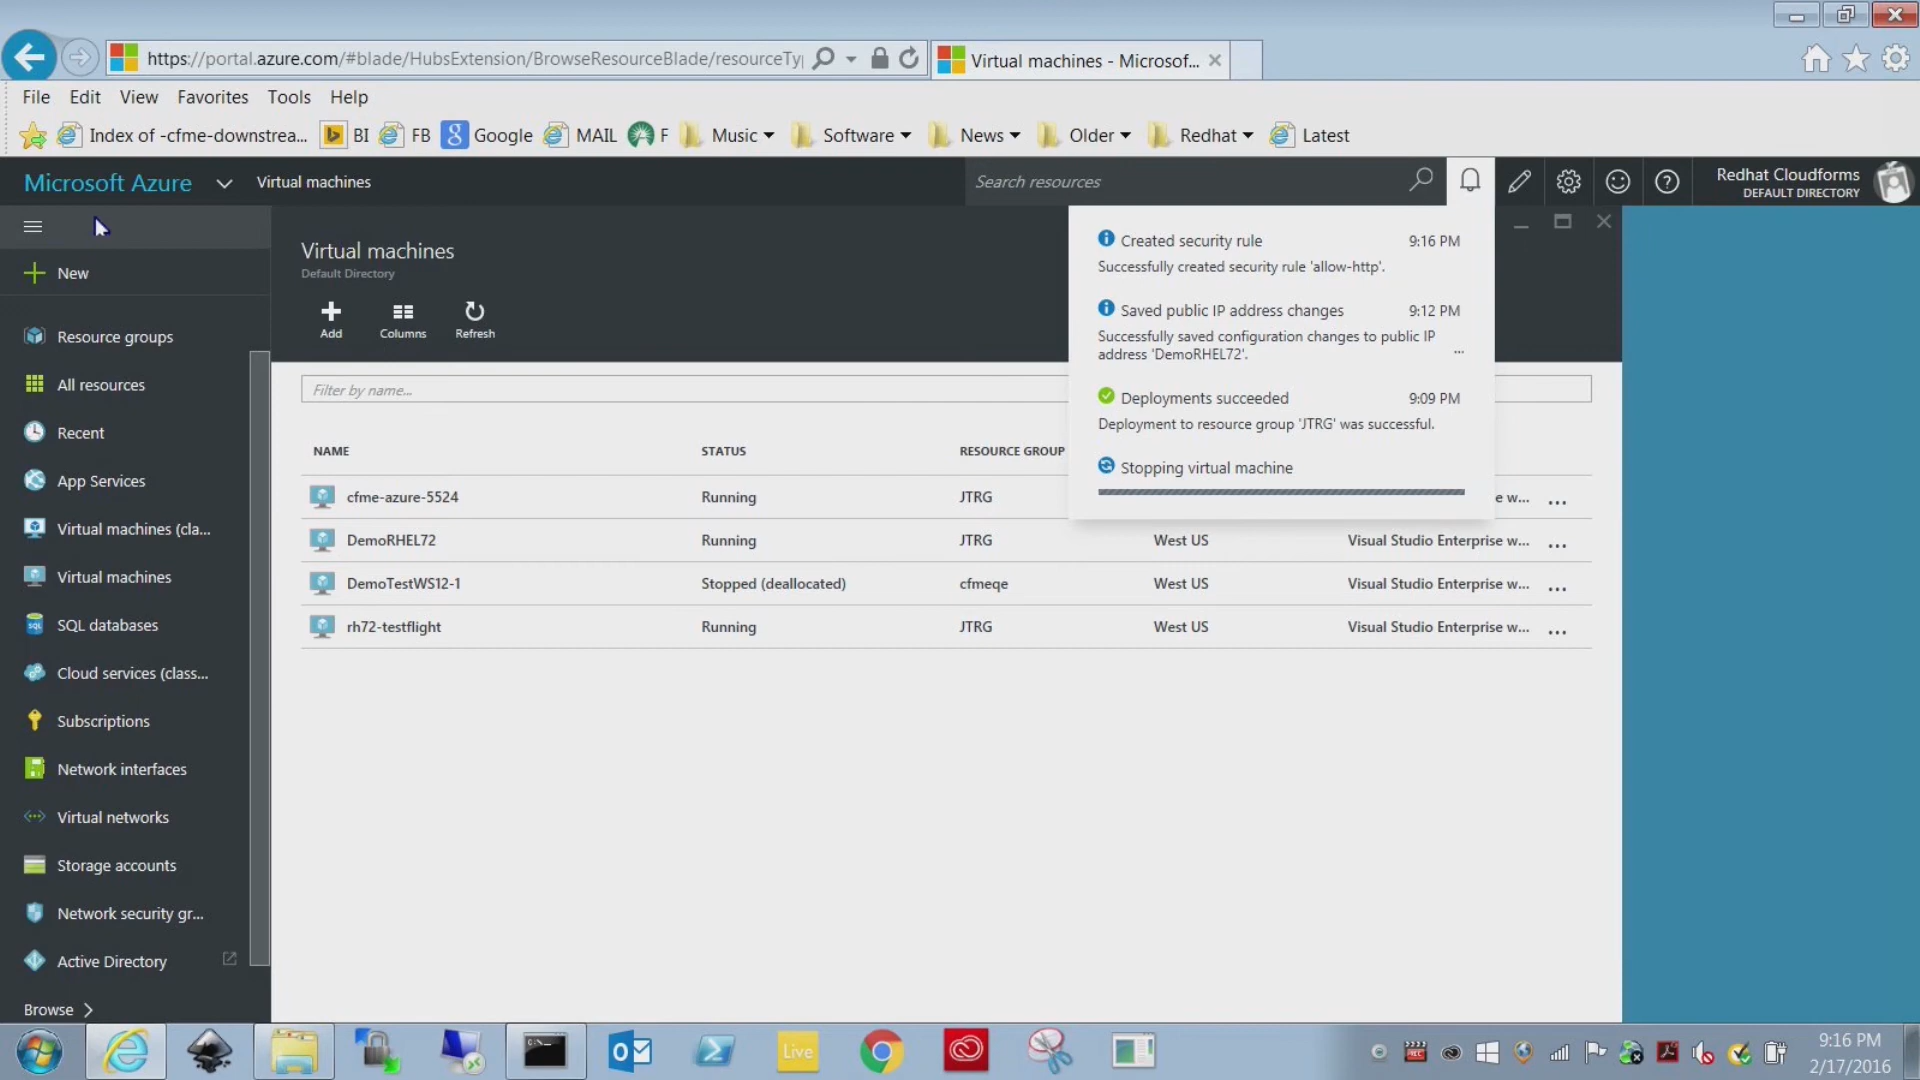 https://portal.azure.com/#blade/HubsExtension/BrowseResourceBlade/resourceTy
Virtual machines - Microsof...
File Edit View Favorites Tools Help
Index of -cfme-downstrea... BI FB Google MAIL F Music Software News Older Redhat Latest
Microsoft Azure Virtual machines Search resources Redhat Cloudforms
DEFAULT DIRECTORY
New
Resource groups
All resources
Recent
App Services
Virtual machines (cla...
Virtual machines
SQL databases
Cloud services (class...
Subscriptions
Network interfaces
Virtual networks
Storage accounts
Network security gr...
Active Directory
Browse
Virtual machines
Default Directory
Add Columns Refresh
Filter by name...
NAME STATUS RESOURCE GROUP
cfme-azure-5524 Running JTRG e w... ...
DemoRHEL72 Running JTRG West US Visual Studio Enterprise w... ...
DemoTestWS12-1 Stopped (deallocated) cfmeqe West US Visual Studio Enterprise w... ...
rh72-testflight Running JTRG West US Visual Studio Enterprise w... ...
Created security rule 9:16 PM
Successfully created security rule 'allow-http'.
Saved public IP address changes 9:12 PM
Successfully saved configuration changes to public IP
address 'DemoRHEL72'. ...
Deployments succeeded 9:09 PM
Deployment to resource group 'JTRG' was successful.
Stopping virtual machine
Live
9:16 PM
2/17/2016